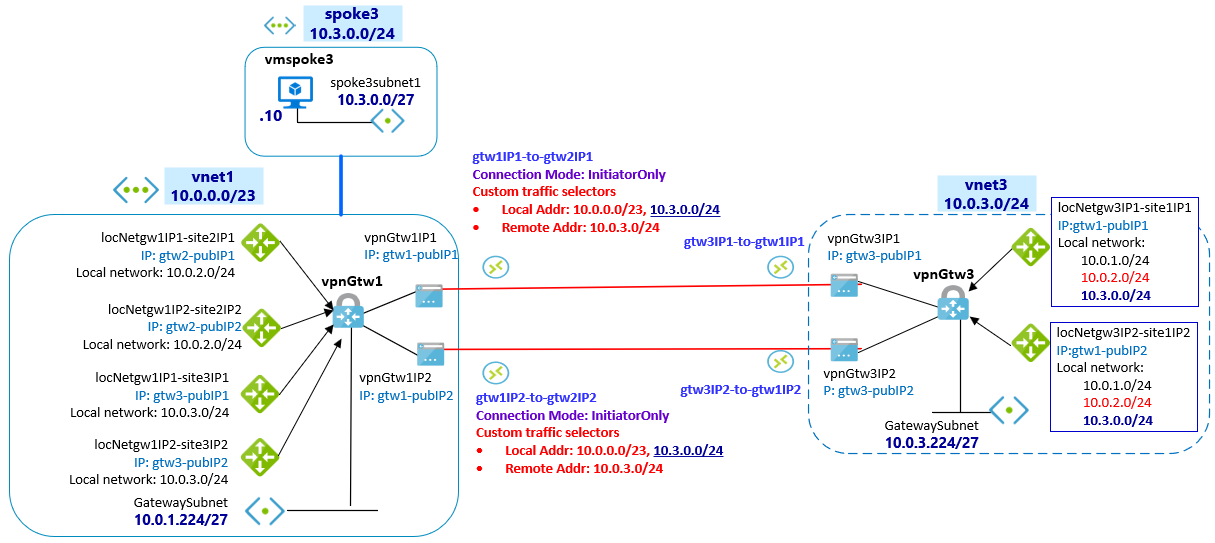 spoke3
10.3.0.0/24
vmspoke3
spoke3subnet1
10.3.0.0/27
.10
vnet1
10.0.0.0/23
gtw1IP1-to-gtw2IP1
Connection Mode: InitiatorOnly
Custom traffic selectors
• Local Addr: 10.0.0.0/23, 10.3.0.0/24
• Remote Addr: 10.0.3.0/24
vnet3
10.0.3.0/24
locNetgw1IP1-site2IP1
IP: gtw2-pubIP1
Local network: 10.0.2.0/24
locNetgw1IP2-site2IP2
IP: gtw2-pubIP2
Local network: 10.0.2.0/24
locNetgw1IP1-site3IP1
IP: gtw3-pubIP1
Local network: 10.0.3.0/24
locNetgw1IP2-site3IP2
IP: gtw3-pubIP2
Local network: 10.0.3.0/24
GatewaySubnet
10.0.1.224/27
vpnGtw1
vpnGtw1IP1
IP: gtw1-pubIP1
vpnGtw1IP2
IP: gtw1-pubIP2
gtw3IP1-to-gtw1IP1
gtw1IP2-to-gtw2IP2
Connection Mode: InitiatorOnly
Custom traffic selectors
• Local Addr: 10.0.0.0/23, 10.3.0.0/24
• Remote Addr: 10.0.3.0/24
gtw3IP2-to-gtw1IP2
vpnGtw3IP1
IP: gtw3-pubIP1
vpnGtw3
vpnGtw3IP2
P: gtw3-pubIP2
GatewaySubnet
10.0.3.224/27
locNetgw3IP1-site1IP1
IP:gtw1-pubIP1
Local network:
10.0.1.0/24
10.0.2.0/24
10.3.0.0/24
locNetgw3IP2-site1IP2
IP:gtw1-pubIP2
Local network:
10.0.1.0/24
10.0.2.0/24
10.3.0.0/24